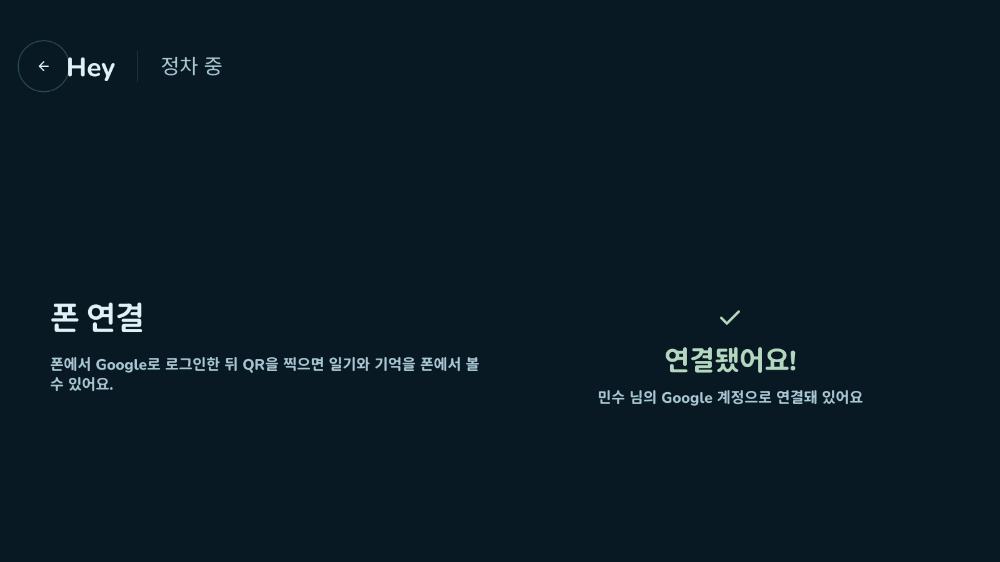 Hey
정차 중
폰 연결
폰에서 Google로 로그인한 뒤 QR을 찍으면 일기와 기억을 폰에서 볼
수 있어요.
연결됐어요!
민수 님의 Google 계정으로 연결돼 있어요